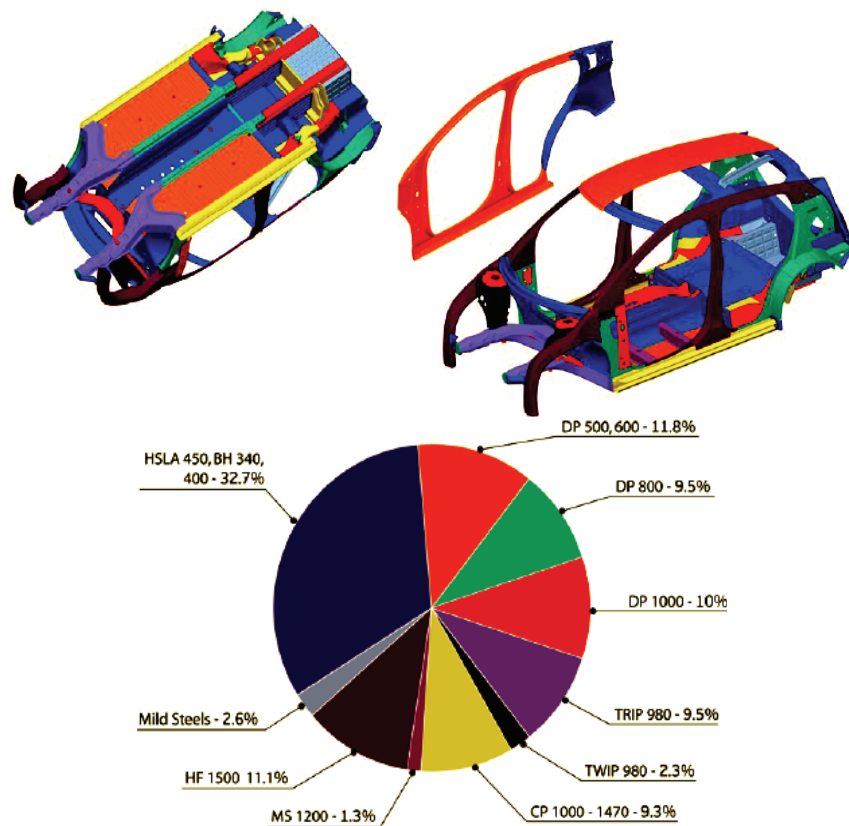 DP 500, 600 - 11.8%
HSLA 450, BH 340,
400 - 32.7%
DP 800 - 9.5%
DP 1000 - 10%
TRIP 980 - 9.5%
Mild Steels - 2.6%
TWIP 980 - 2.3%
HF 1500 11.1%
MS 1200 - 1.3%
CP 1000 - 1470 - 9.3%